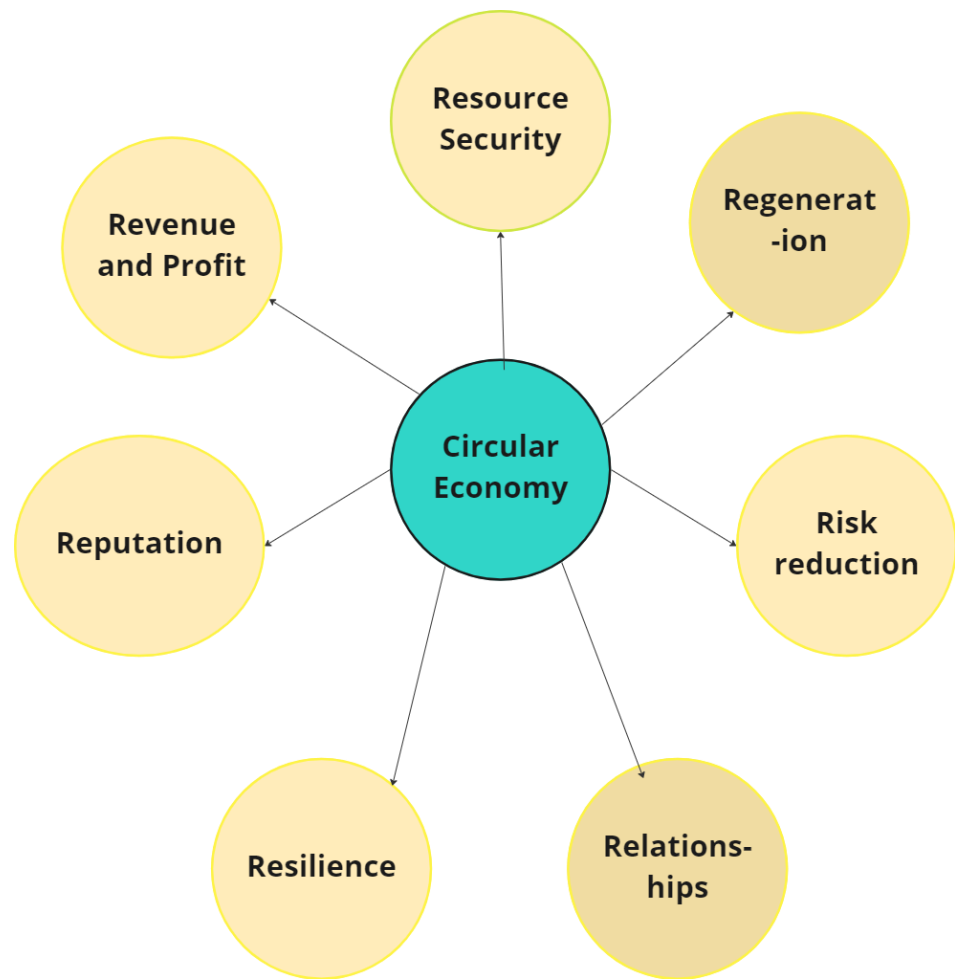 Resource
Security
Regenerat
-ion
Revenue
and Profit
Circular
Economy
Reputation
Risk
reduction
Resilience
Relations-
hips